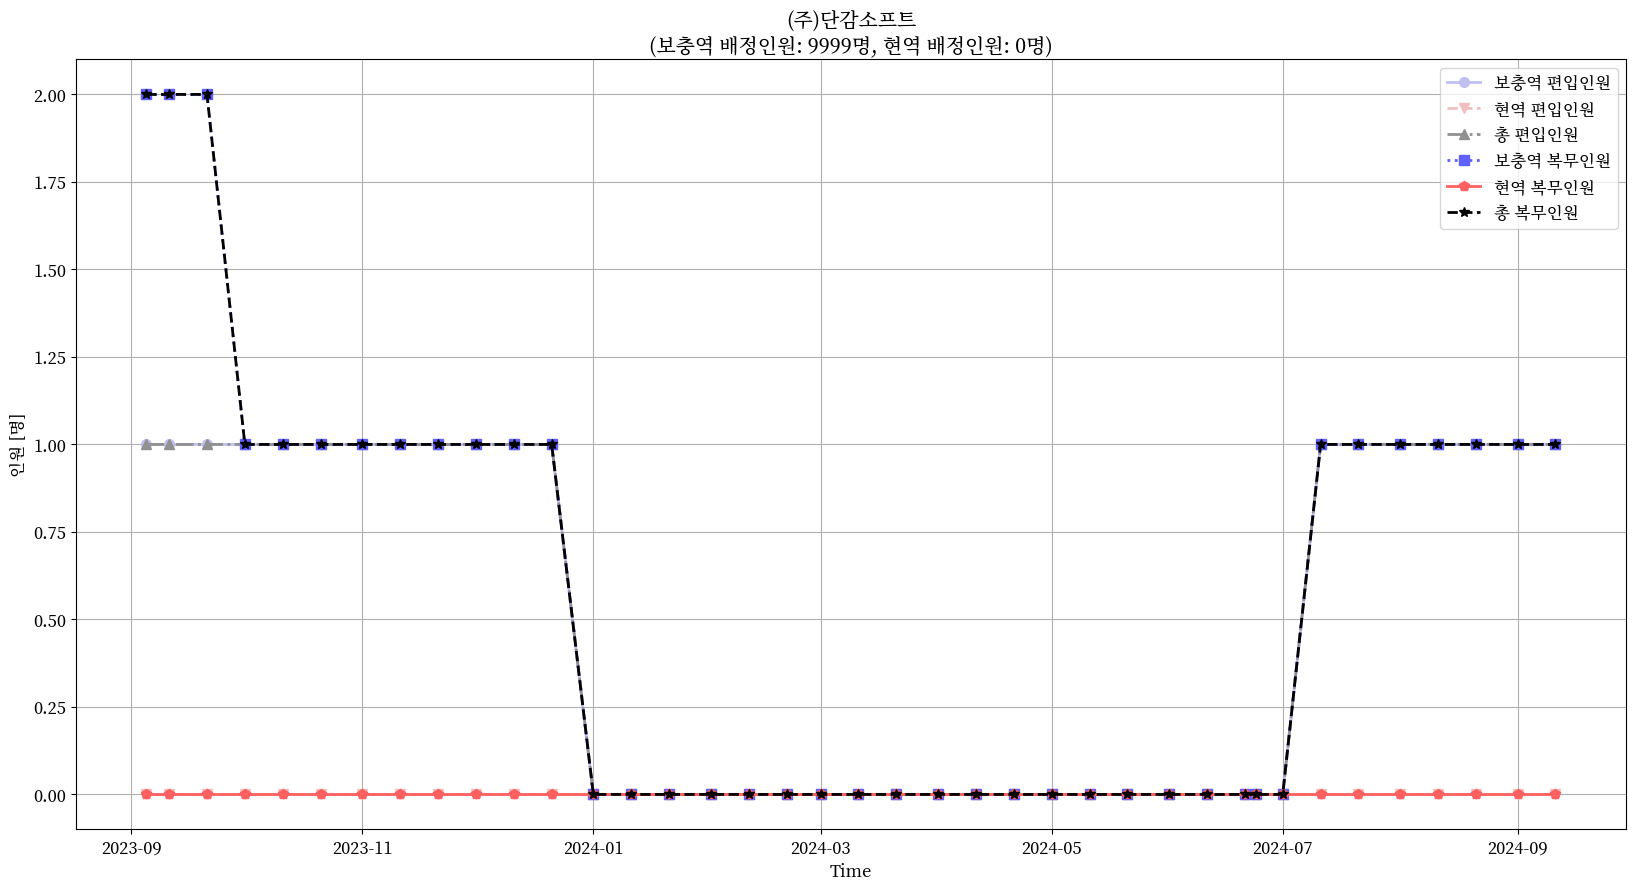 (주)단감소프트
(보충역 배정인원: 9999명, 현역 배정인원: 0명)
보충역 편입인원
현역 편입인원
총 편입인원
보충역 복무인원
현역 복무인원
총 복무인원
2.00
1.75
1.50
1.25
1.00
0.75
0.50
0.25
0.00
인원 [명]
2023-09
2023-11
2024-01
2024-03
2024-05
2024-07
2024-09
Time